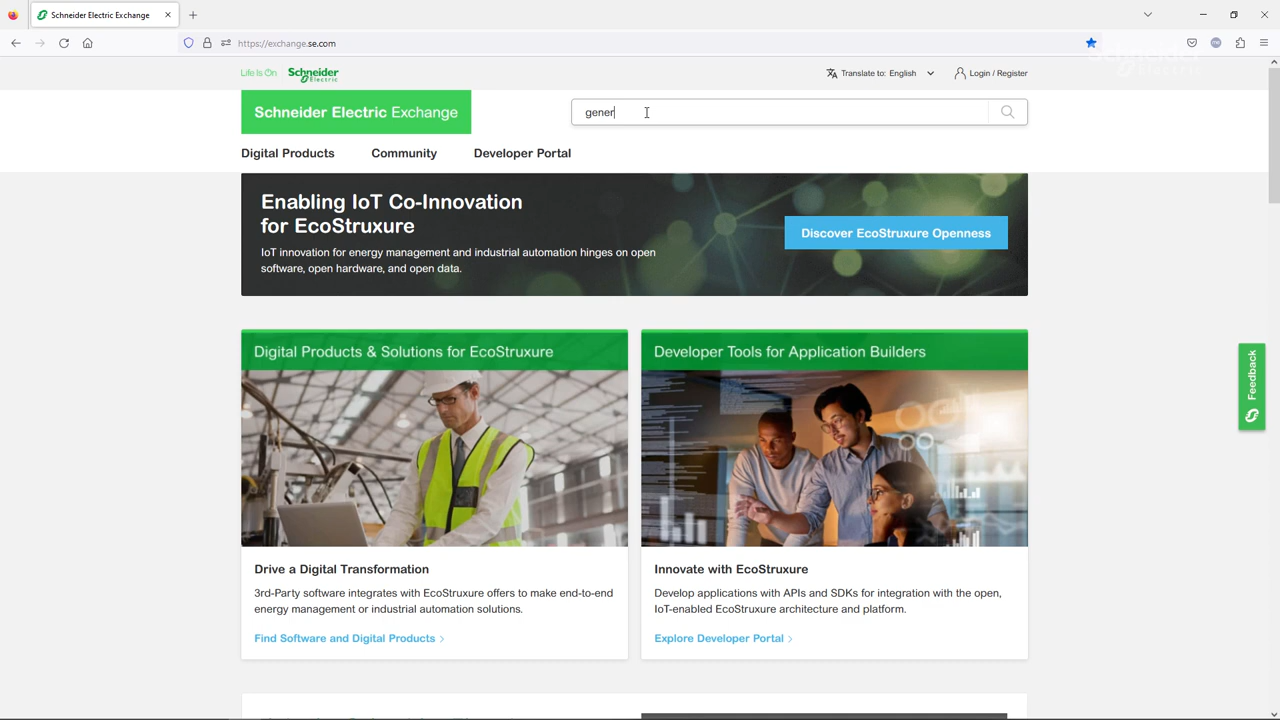 Schneider Electric Exchange
https://exchange.se.com
Life Is On
Schneider
Electric
Translate to: English
Login / Register
Schneider Electric Exchange
gener
Digital Products
Community
Developer Portal
Enabling IoT Co-Innovation
for EcoStruxure
IoT innovation for energy management and industrial automation hinges on open
software, open hardware, and open data.
Discover EcoStruxure Openness
Digital Products & Solutions for EcoStruxure
Drive a Digital Transformation
3rd-Party software integrates with EcoStruxure offers to make end-to-end
energy management or industrial automation solutions.
Find Software and Digital Products
Developer Tools for Application Builders
Innovate with EcoStruxure
Develop applications with APIs and SDKs for integration with the open,
IoT-enabled EcoStruxure architecture and platform.
Explore Developer Portal
Feedback